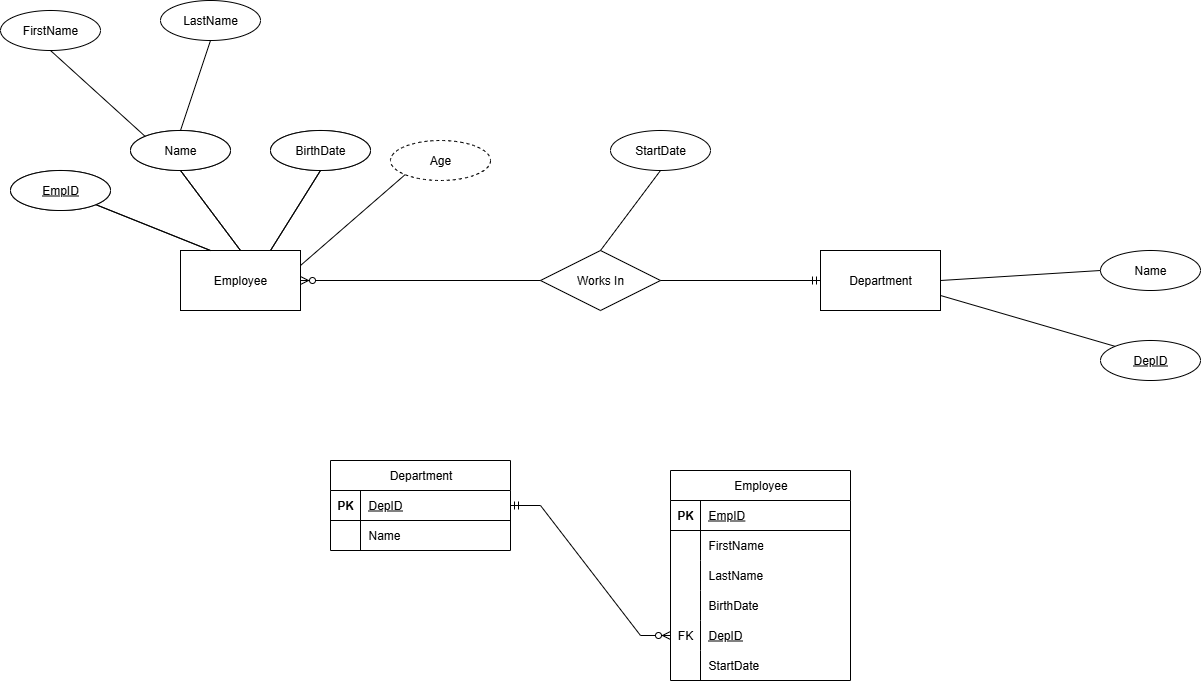 FirstName
LastName
Name
BirthDate
Age
StartDate
EmpID
Employee
Works In
Department
Name
DepID
Department
PK DepID
Name
Employee
PK EmpID
FirstName
LastName
BirthDate
FK DepID
StartDate